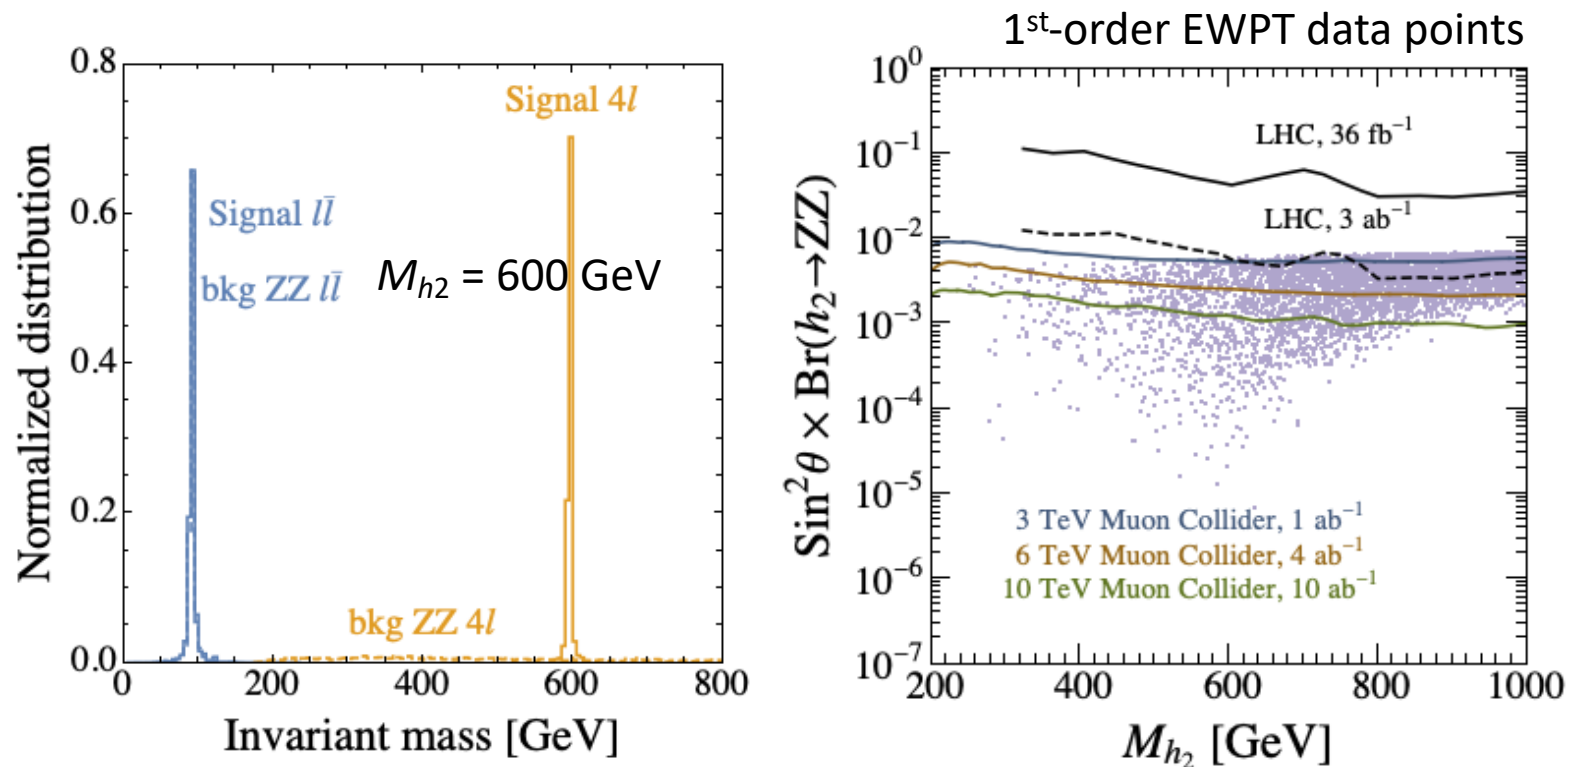 1st-order EWPT data points
0.8
0.6
0.4
0.2
0.0
0
200
400
600
800
Normalized distribution
Invariant mass [GeV]
Signal 4l
Signal ll̄
bkg ZZ ll̄
M_{h2} = 600 GeV
bkg ZZ 4l
10^0
10^-1
10^-2
10^-3
10^-4
10^-5
10^-6
10^-7
200
400
600
800
1000
Sin²θ × Br(h₂→ZZ)
M_{h₂} [GeV]
LHC, 36 fb⁻¹
LHC, 3 ab⁻¹
3 TeV Muon Collider, 1 ab⁻¹
6 TeV Muon Collider, 4 ab⁻¹
10 TeV Muon Collider, 10 ab⁻¹